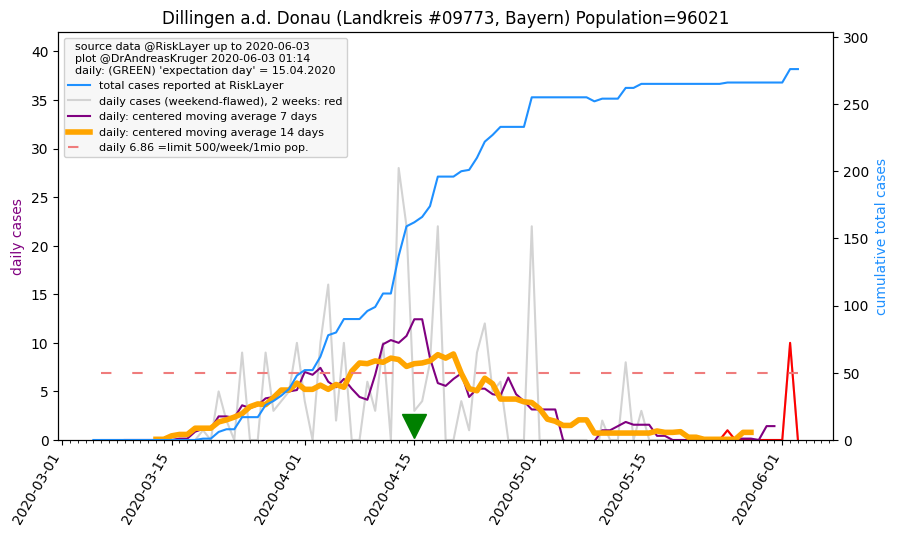 Dillingen a.d. Donau (Landkreis #09773, Bayern) Population=96021
source data @RiskLayer up to 2020-06-03
plot @DrAndreasKruger 2020-06-03 01:14
daily: (GREEN) 'expectation day' = 15.04.2020
total cases reported at RiskLayer
daily cases (weekend-flawed), 2 weeks: red
daily: centered moving average 7 days
daily: centered moving average 14 days
daily 6.86 =limit 500/week/1mio pop.
daily cases
40
35
30
25
20
15
10
5
0
300
250
200
150
100
50
0
cumulative total cases
2020-03-01
2020-03-15
2020-04-01
2020-04-15
2020-05-01
2020-05-15
2020-06-01